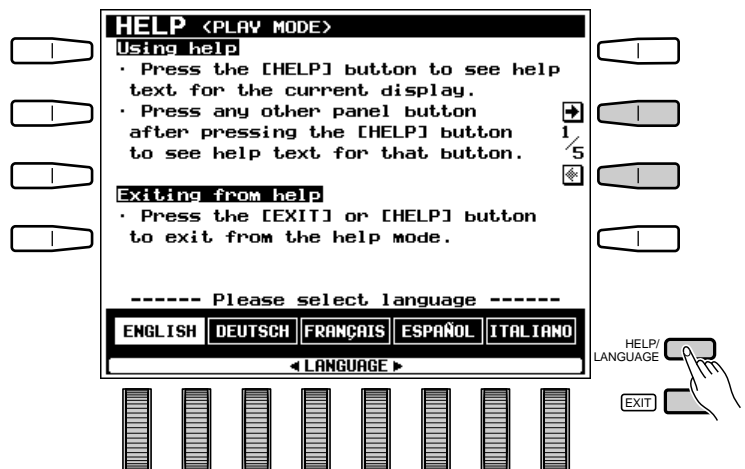 HELP <PLAY MODE>
Using help
· Press the [HELP] button to see help
text for the current display.
· Press any other panel button
after pressing the [HELP] button
to see help text for that button.
1/5
Exiting from help
· Press the [EXIT] or [HELP] button
to exit from the help mode.
------ Please select language ------
ENGLISH DEUTSCH FRANÇAIS ESPAÑOL ITALIANO
◄ LANGUAGE ►
HELP/
LANGUAGE
EXIT